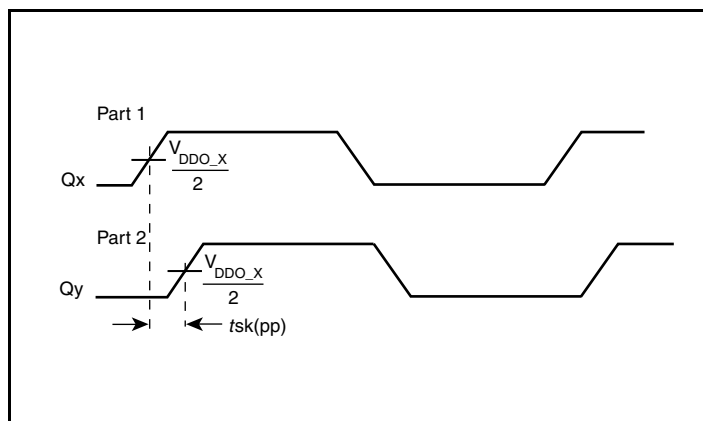 Part 1
Qx
VDDO_X
2
Part 2
Qy
VDDO_X
2
tsk(pp)